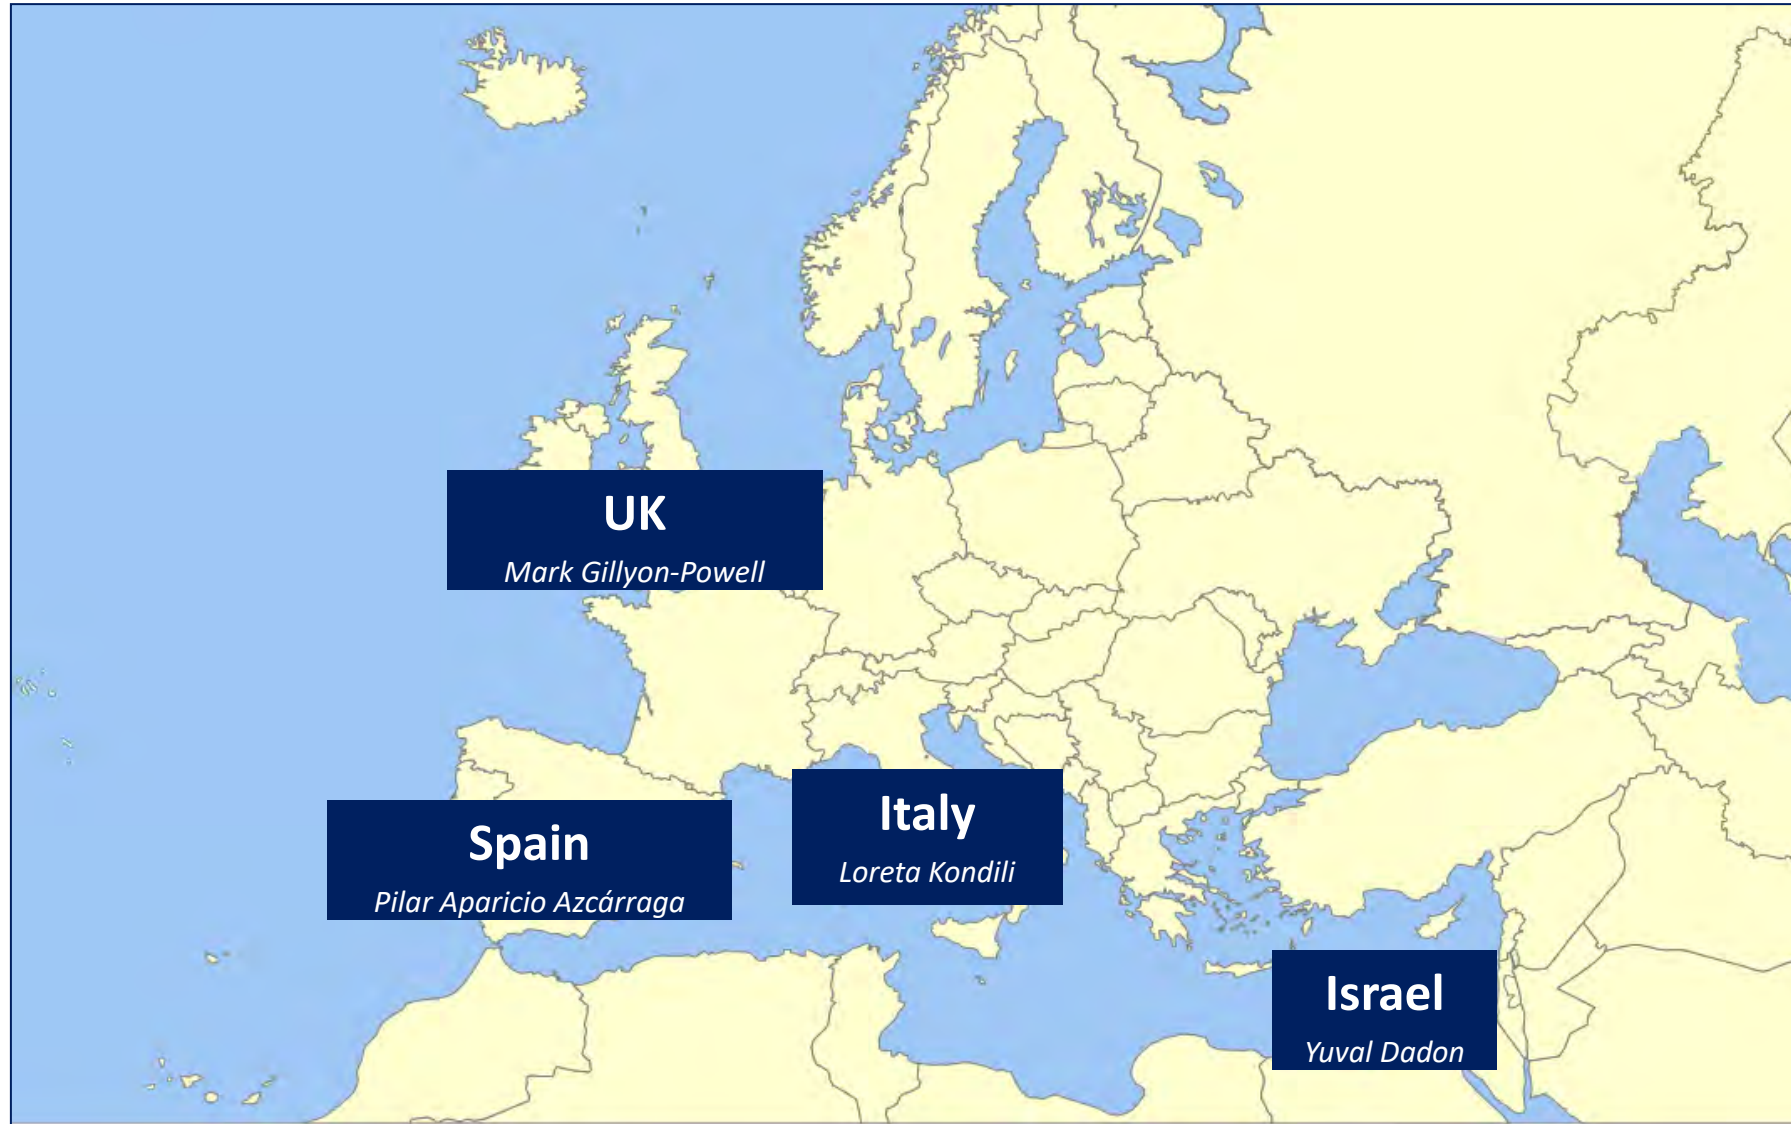 UK
Mark Gillyon-Powell
Spain
Pilar Aparicio Azcárraga
Italy
Loreta Kondili
Israel
Yuval Dadon